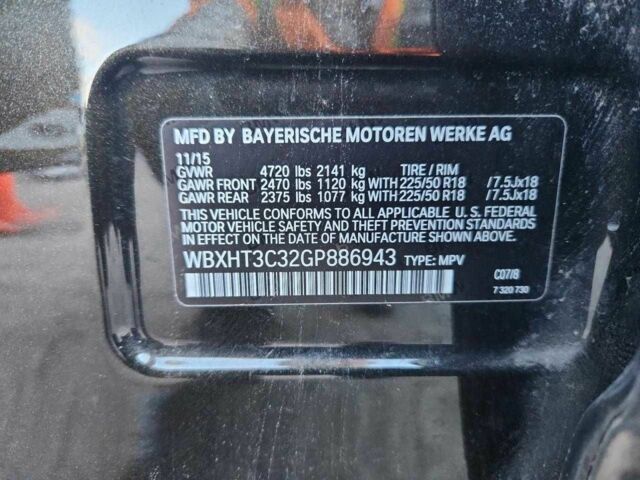 MFD BY BAYERISCHE MOTOREN WERKE AG
11/15
GVWR 4720 lbs 2141 kg TIRE / RIM
GAWR FRONT 2470 lbs 1120 kg WITH 225/50 R18 /7.5Jx18
GAWR REAR 2375 lbs 1077 kg WITH 225/50 R18 /7.5Jx18
THIS VEHICLE CONFORMS TO ALL APPLICABLE U. S. FEDERAL
MOTOR VEHICLE SAFETY AND THEFT PREVENTION STANDARDS
IN EFFECT ON THE DATE OF MANUFACTURE SHOWN ABOVE.
WBXHT3C32GP886943 TYPE: MPV
C07/8
7 320 730